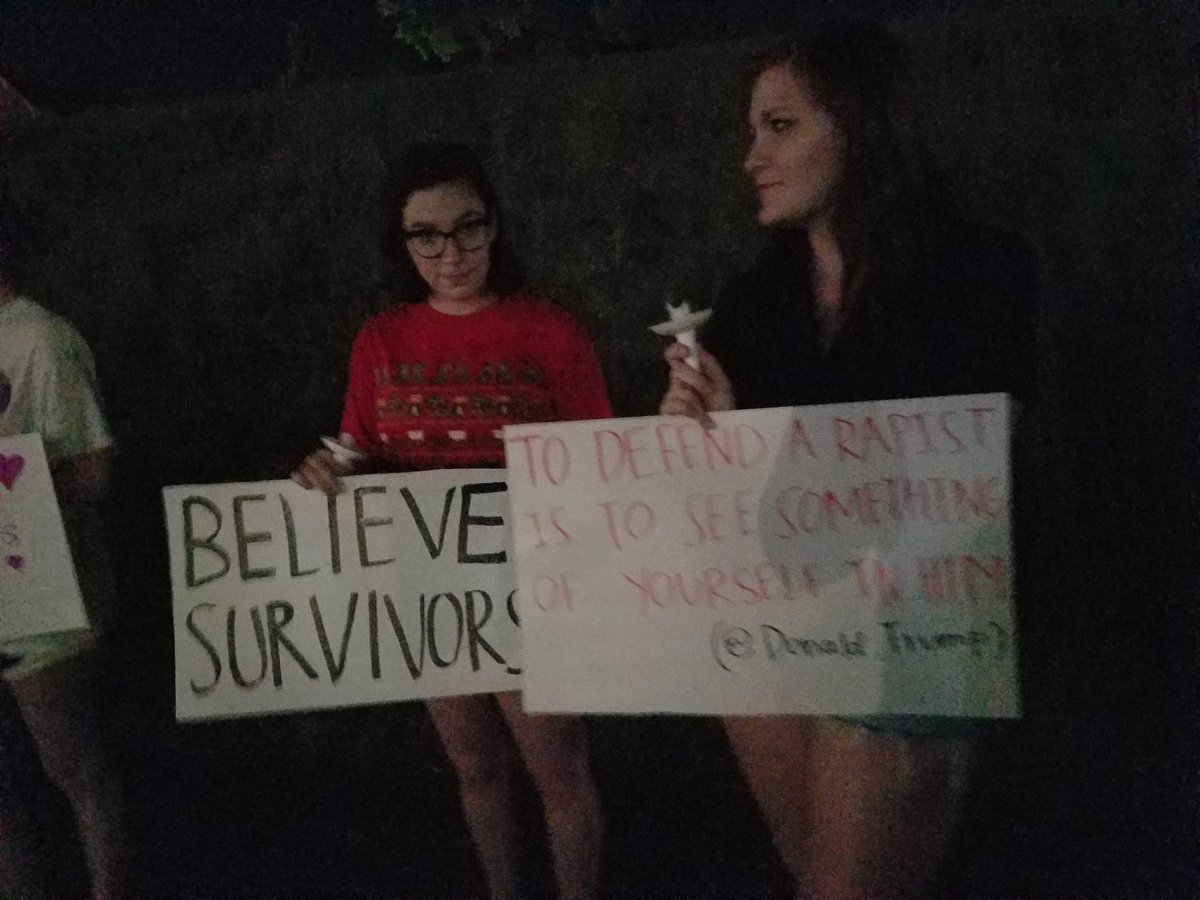 S
BELIEVE
SURVIVORS
TO DEFEND A RAPIST
IS TO SEE SOMETHING
OF YOURSELF IN HIM
(@ Donald Trump)